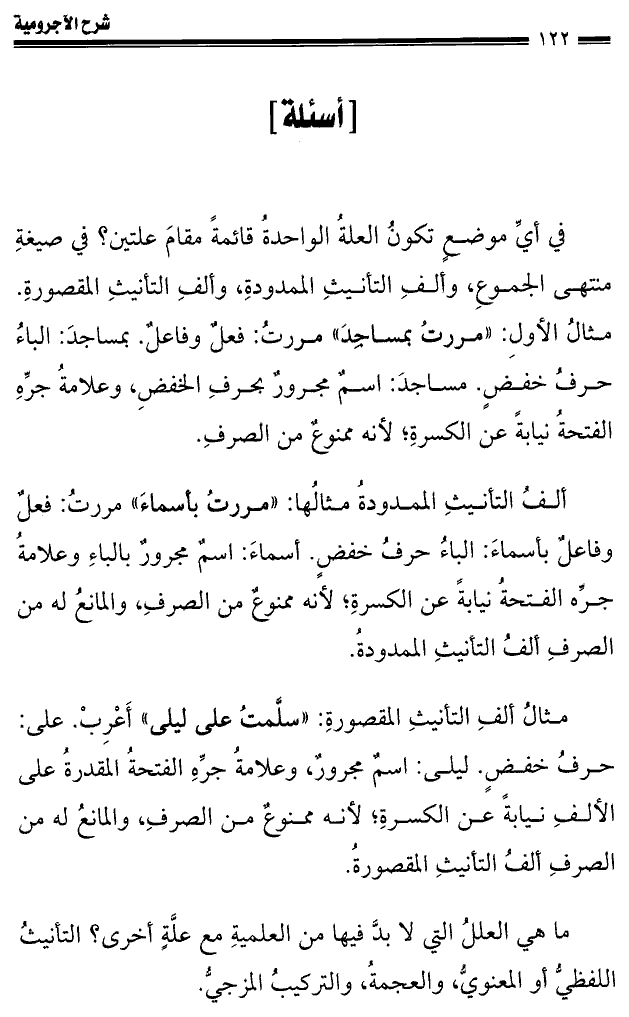 شرح الآجرومية
١٢٢
[أسئلة]
في أيِّ موضعٍ تكونُ العلةُ الواحدةُ قائمةً مقامَ علتين؟ في صيغةِ
منتهى الجموعِ، وألفِ التأنيثِ الممدودةِ، وألفِ التأنيثِ المقصورةِ.
مثالُ الأولِ: «مررتُ بمساجِدَ» مررتُ: فعلٌ وفاعلٌ. بمساجدَ: الباءُ
حرفُ خفضٍ. مساجدَ: اسمٌ مجرورٌ بحرفِ الخفضِ، وعلامةُ جرِّهِ
الفتحةُ نيابةً عن الكسرةِ؛ لأنه ممنوعٌ من الصرفِ.
ألفُ التأنيثِ الممدودةُ مثالُها: «مررتُ بأسماءَ» مررتُ: فعلٌ
وفاعلٌ بأسماءَ: الباءُ حرفُ خفضٍ. أسماءَ: اسمٌ مجرورٌ بالباءِ وعلامةُ
جرِّه الفتحةُ نيابةً عن الكسرةِ؛ لأنه ممنوعٌ من الصرفِ، والمانعُ له من
الصرفِ ألفُ التأنيثِ الممدودةُ.
مثالُ ألفِ التأنيثِ المقصورةِ: «سلَّمتُ على ليلى» أَعْرِبْ. على:
حرفُ خفضٍ. ليلى: اسمٌ مجرورٌ، وعلامةُ جرِّهِ الفتحةُ المقدرةُ على
الألفِ نيابةً عن الكسرةِ؛ لأنه ممنوعٌ من الصرفِ، والمانعُ له من
الصرفِ ألفُ التأنيثِ المقصورةُ.
ما هي العللُ التي لا بدَّ فيها من العلميةِ مع علَّةٍ أخرى؟ التأنيثُ
اللفظيُّ أو المعنويُّ، والعجمةُ، والتركيبُ المزجيُّ.